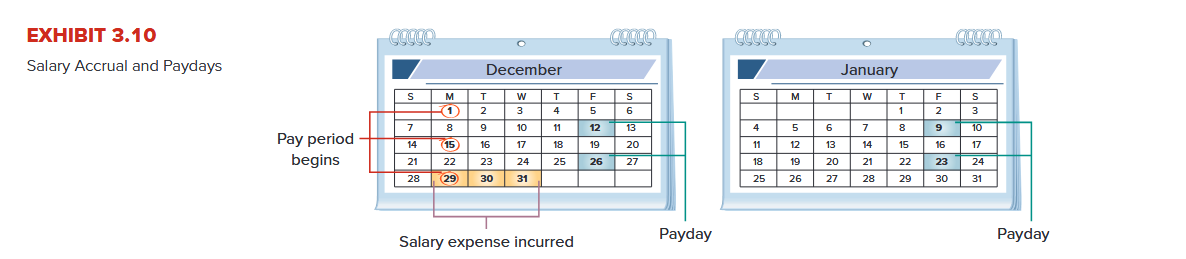 EXHIBIT 3.10
Salary Accrual and Paydays
Pay period
begins
December
S M T W T F S
1 2 3 4 5 6
7 8 9 10 11 12 13
14 15 16 17 18 19 20
21 22 23 24 25 26 27
28 29 30 31
Salary expense incurred
Payday
January
S M T W T F S
1 2 3
4 5 6 7 8 9 10
11 12 13 14 15 16 17
18 19 20 21 22 23 24
25 26 27 28 29 30 31
Payday